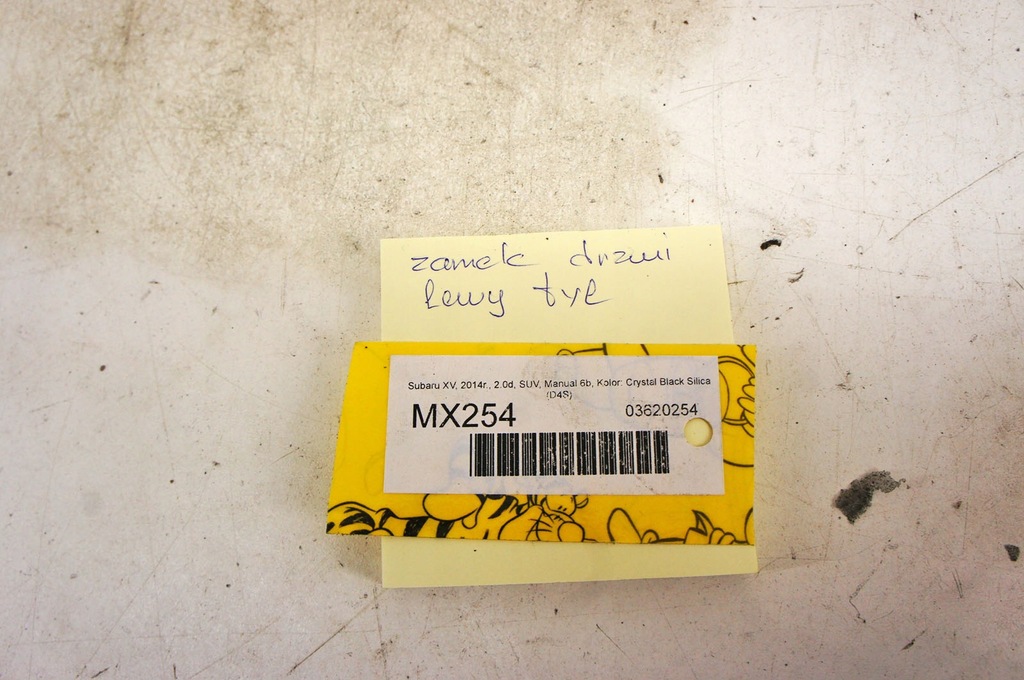 zamek drzwi
lewy tył
Subaru XV, 2014r., 2.0d, SUV, Manual 6b, Kolor: Crystal Black Silica
(D4S)
MX254
03620254